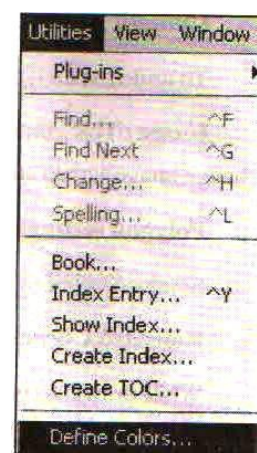 Utilities View Window
Plug-ins
Find... ^F
Find Next ^G
Change... ^H
Spelling... ^L
Book...
Index Entry... ^Y
Show Index...
Create Index...
Create TOC...
Define Colors...